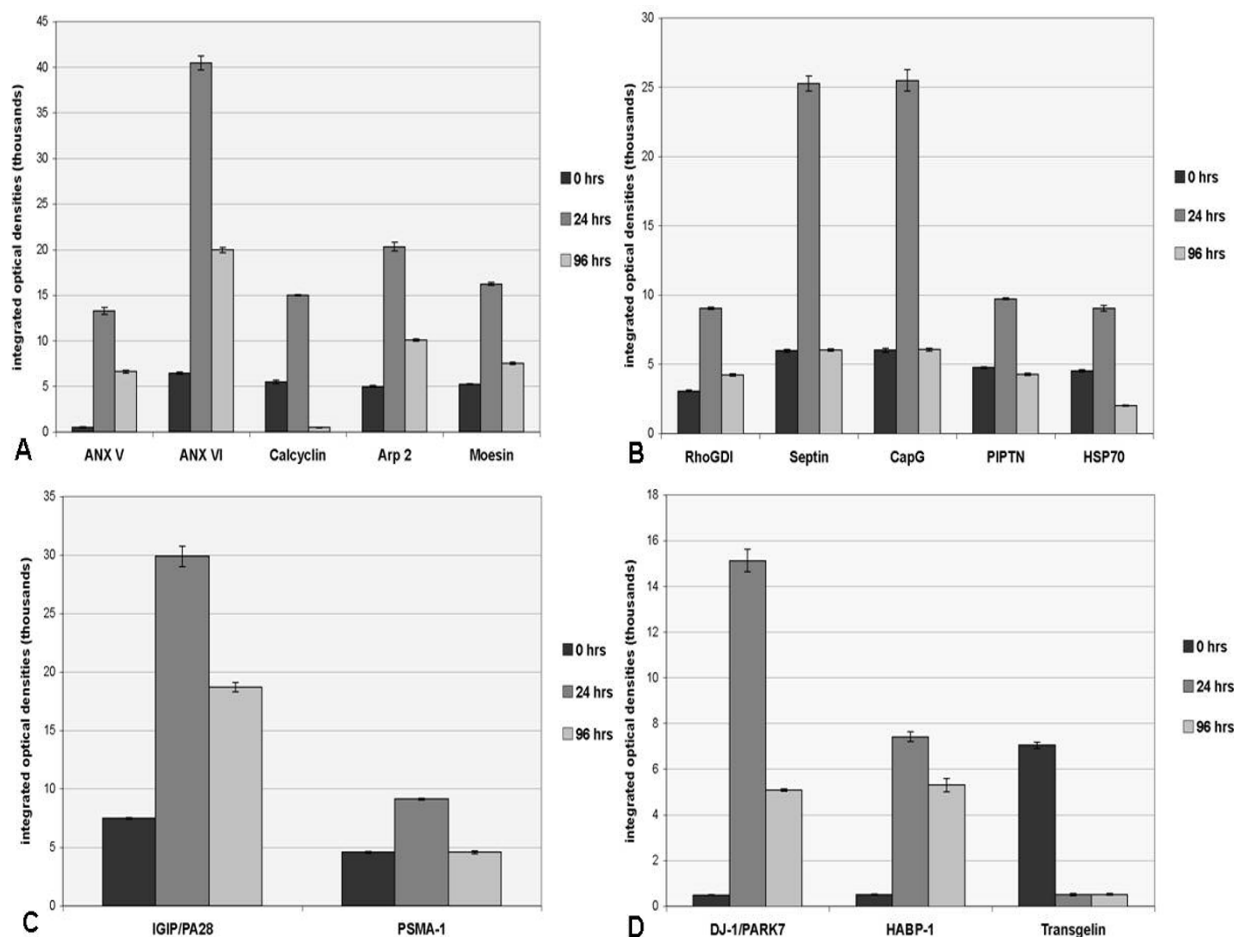 integrated optical densities (thousands)
45
40
35
30
25
20
15
10
5
0
ANX V ANX VI Calcyclin Arp 2 Moesin
0 hrs
24 hrs
96 hrs
A
integrated optical densities (thousands)
30
25
20
15
10
5
0
RhoGDI Septin CapG PIPTN HSP70
0 hrs
24 hrs
96 hrs
B
integrated optical densities (thousands)
35
30
25
20
15
10
5
0
IGIP/PA28 PSMA-1
0 hrs
24 hrs
96 hrs
C
integrated optical densities (thousands)
18
16
14
12
10
8
6
4
2
0
DJ-1/PARK7 HABP-1 Transgelin
0 hrs
24 hrs
96 hrs
D